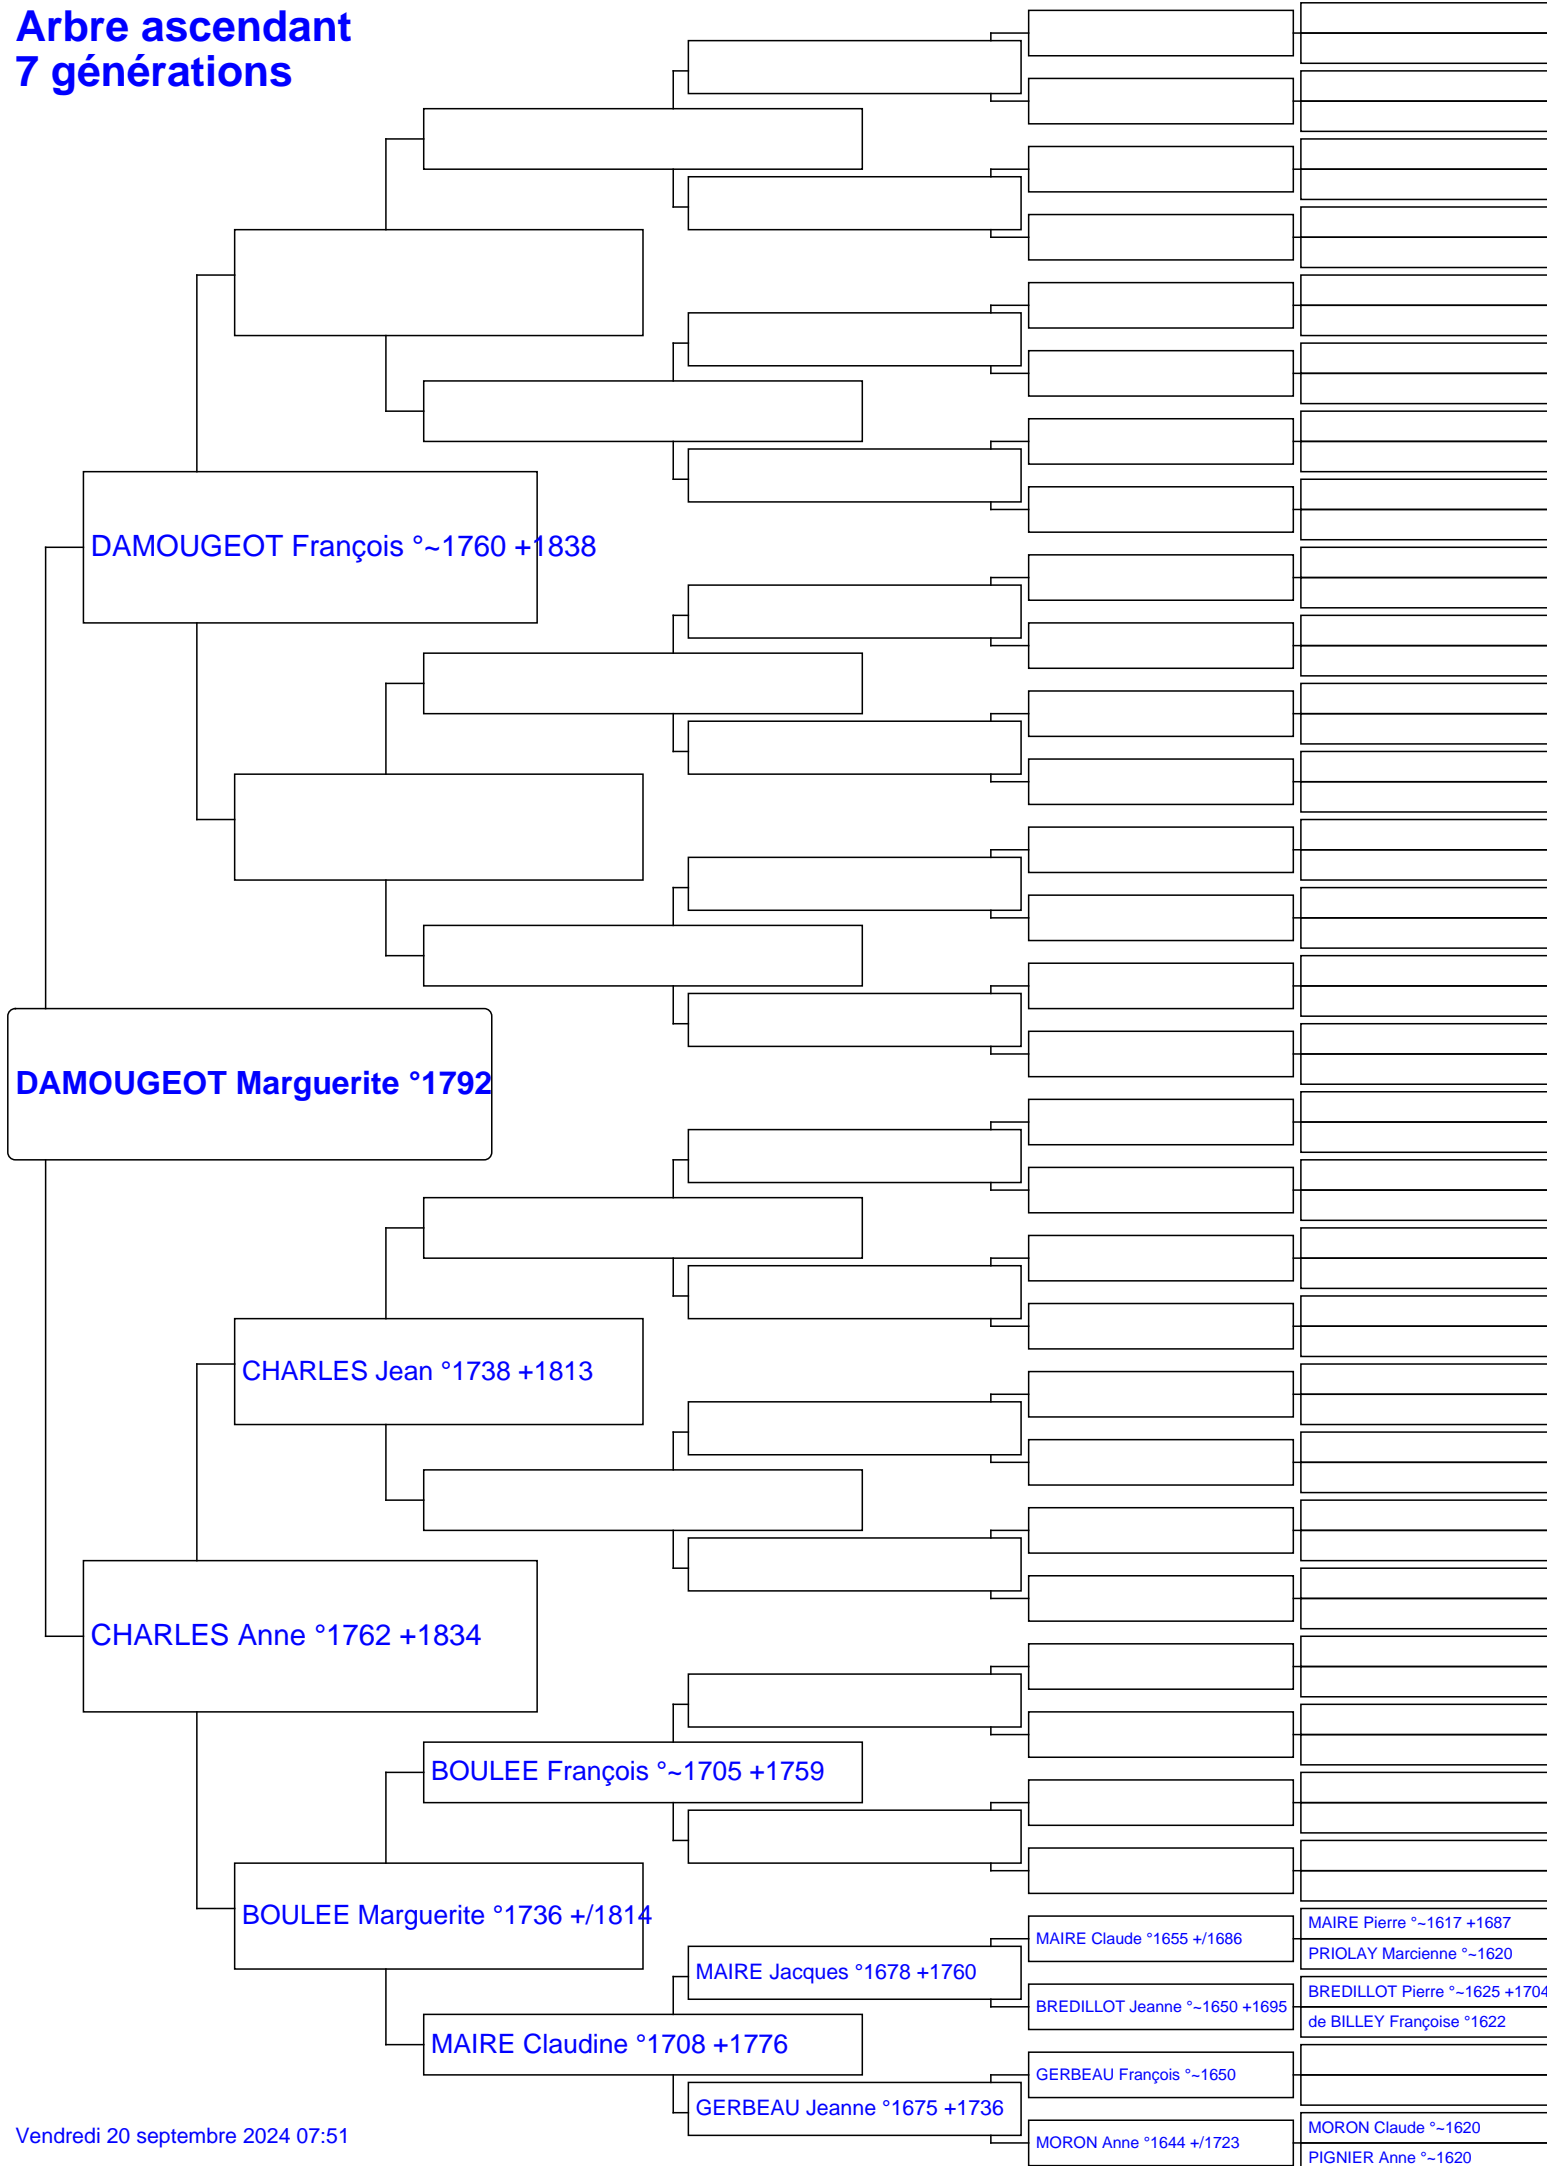 Arbre ascendant
7 générations
DAMOUGEOT François °~1760 +1838
DAMOUGEOT Marguerite °1792
CHARLES Jean °1738 +1813
CHARLES Anne °1762 +1834
BOULEE François °~1705 +1759
BOULEE Marguerite °1736 +/1814
MAIRE Pierre °~1617 +1687
MAIRE Claude °1655 +/1686
PRIOLAY Marcienne °~1620
MAIRE Jacques °1678 +1760
BREDILLOT Pierre °~1625 +1704
BREDILLOT Jeanne °~1650 +1695
de BILLEY Françoise °1622
MAIRE Claudine °1708 +1776
GERBEAU François °~1650
GERBEAU Jeanne °1675 +1736
MORON Claude °~1620
MORON Anne °1644 +/1723
PIGNIER Anne °~1620
Vendredi 20 septembre 2024 07:51